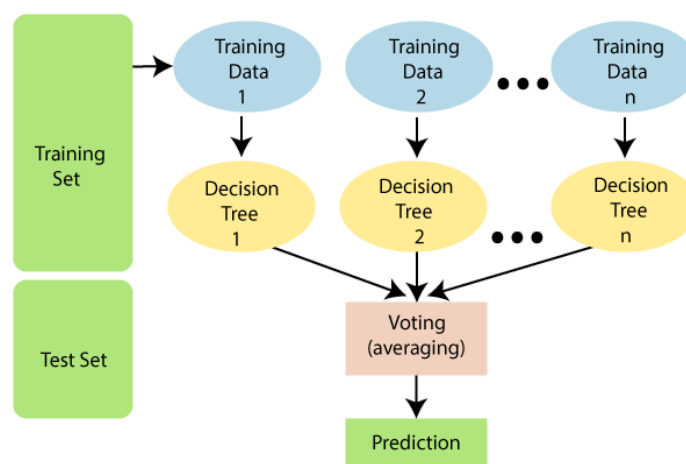 Training
Set
Test Set
Training
Data
1
Training
Data
2
Training
Data
n
Decision
Tree
1
Decision
Tree
2
Decision
Tree
n
Voting
(averaging)
Prediction